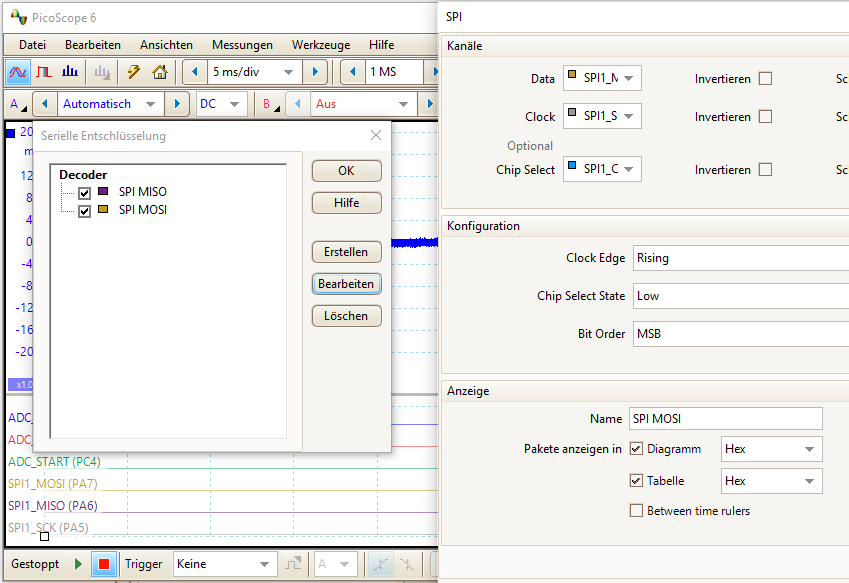 PicoScope 6
Datei Bearbeiten Ansichten Messungen Werkzeuge Hilfe
5 ms/div 1 MS
A Automatisch DC B Aus
20
m
12
8
4
0
-4
-8
-12
-16
-20
x1.0
Serielle Entschlüsselung
Decoder
SPI MISO
SPI MOSI
OK
Hilfe
Erstellen
Bearbeiten
Löschen
ADC_
ADC_
ADC_START (PC4)
SPI1_MOSI (PA7)
SPI1_MISO (PA6)
SPI1_SCK (PA5)
Gestoppt Trigger Keine A
SPI
Kanäle
Data SPI1_M Invertieren Sc
Clock SPI1_S Invertieren Sc
Optional
Chip Select SPI1_C Invertieren Sc
Konfiguration
Clock Edge Rising
Chip Select State Low
Bit Order MSB
Anzeige
Name SPI MOSI
Pakete anzeigen in Diagramm Hex
Tabelle Hex
Between time rulers